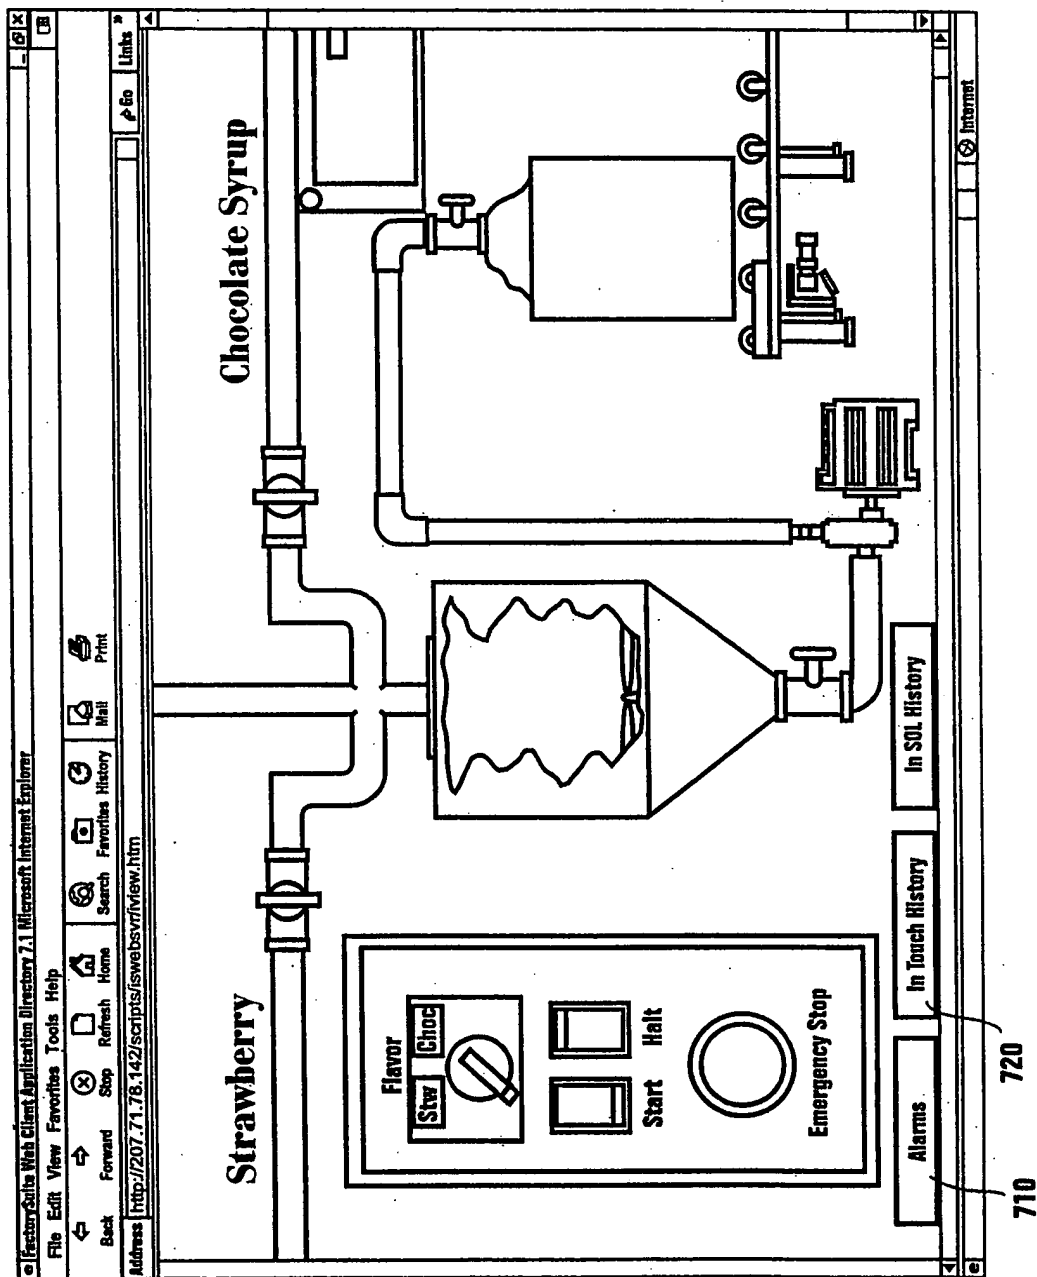 FactorySuite Web Client Application Directory 7.1 Microsoft Internet Explorer
File Edit View Favorites Tools Help
Back Forward Stop Refresh Home Search Favorites History Mail Print
Address http://207.71.76.142/scripts/iswebsvr/iview.htm Go Links »
Strawberry
Chocolate Syrup
Flavor
Stw Choc
Start Halt
Emergency Stop
Alarms In Touch History In SQL History
Internet
710
720